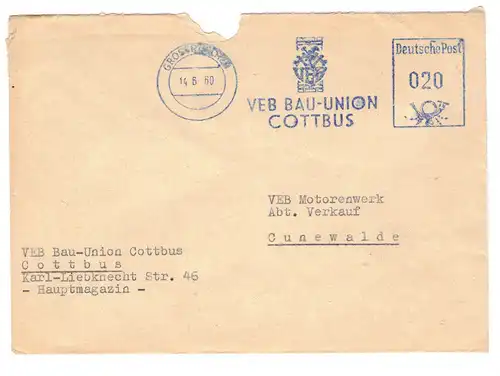 14 6 60
VEB BAU-UNION
COTTBUS
Deutsche Post
020
VEB Motorenwerk
Abt. Verkauf
Cunewalde
VEB Bau-Union Cottbus
Cottbus
Karl-Liebknecht Str. 46
- Hauptmagazin -